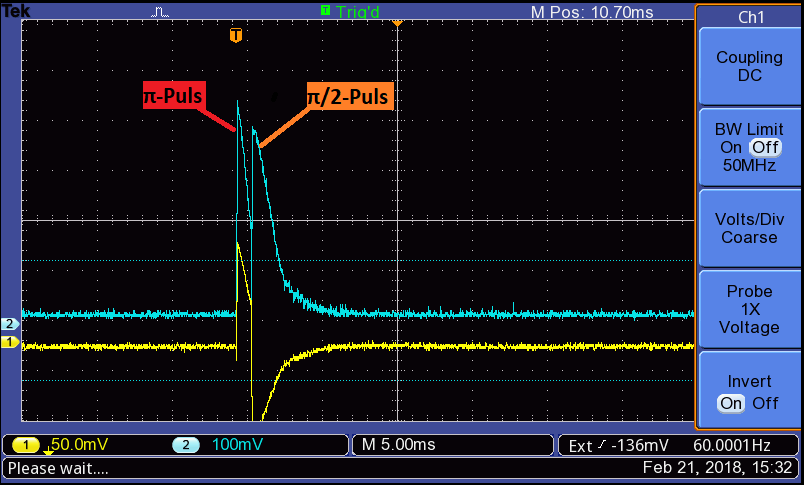 Tek
T Trig'd
M Pos: 10.70ms
Ch1
T
π-Puls
π/2-Puls
Coupling
DC
BW Limit
On Off
50MHz
Volts/Div
Coarse
Probe
1X
Voltage
Invert
On Off
2
1
1 50.0mV
2 100mV
M 5.00ms
Ext -136mV
60.0001Hz
Please wait....
Feb 21, 2018, 15:32